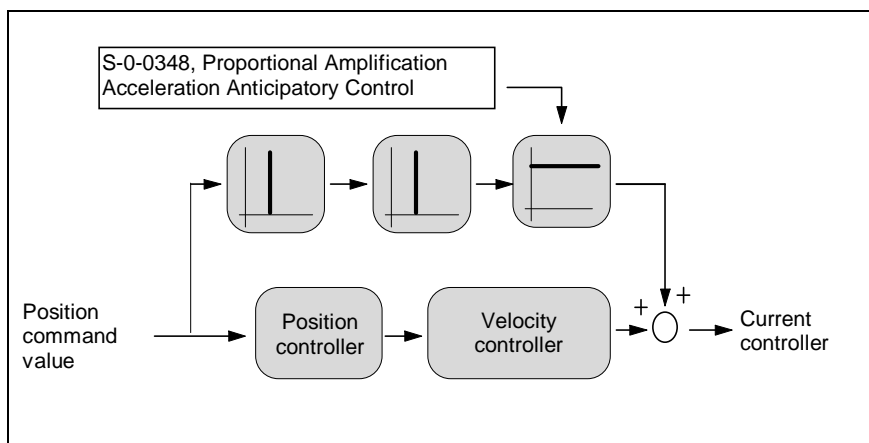 S-0-0348, Proportional Amplification
Acceleration Anticipatory Control
Position
command
value
Position
controller
Velocity
controller
+
+
Current
controller